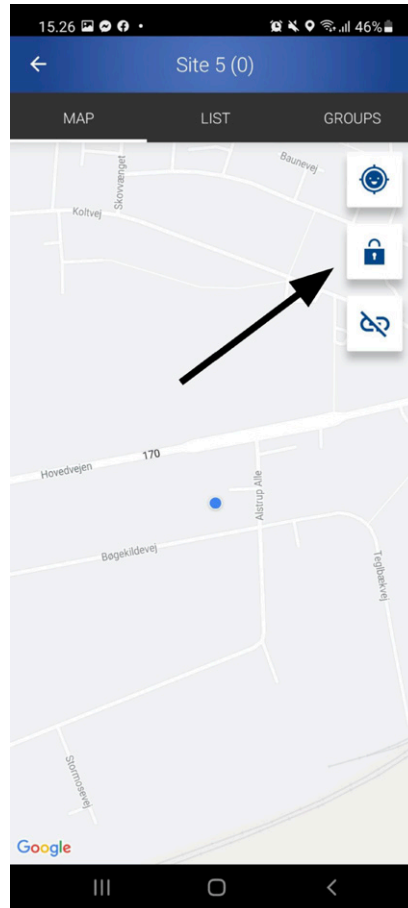 15.26
46%
Site 5 (0)
MAP LIST GROUPS
Baunevej
Skovvænget
Koltvej
170
Hovedvejen
Alstrup Alle
Bøgekildevej
Teglbækvej
Stormosevej
Google